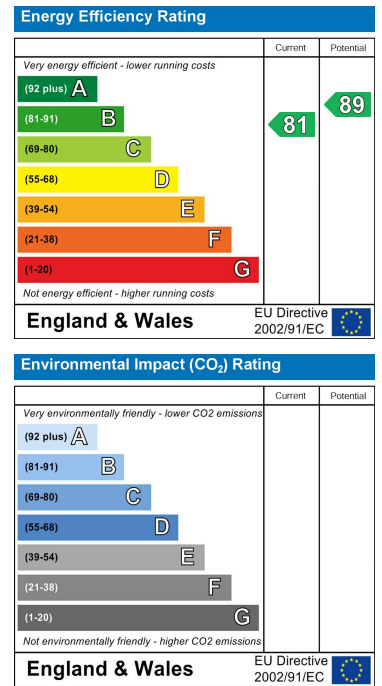 Energy Efficiency Rating
Current Potential
Very energy efficient - lower running costs
(92 plus) A
(81-91) B
(69-80) C
(55-68) D
(39-54) E
(21-38) F
(1-20) G
81
89
Not energy efficient - higher running costs
England & Wales
EU Directive
2002/91/EC
Environmental Impact (CO₂) Rating
Current Potential
Very environmentally friendly - lower CO2 emissions
(92 plus) A
(81-91) B
(69-80) C
(55-68) D
(39-54) E
(21-38) F
(1-20) G
Not environmentally friendly - higher CO2 emissions
England & Wales
EU Directive
2002/91/EC